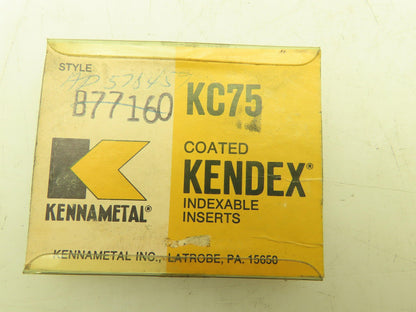 STYLE
B77160
KC75
COATED
KENDEX®
INDEXABLE
INSERTS
KENNAMETAL®
KENNAMETAL INC., LATROBE, PA. 15650